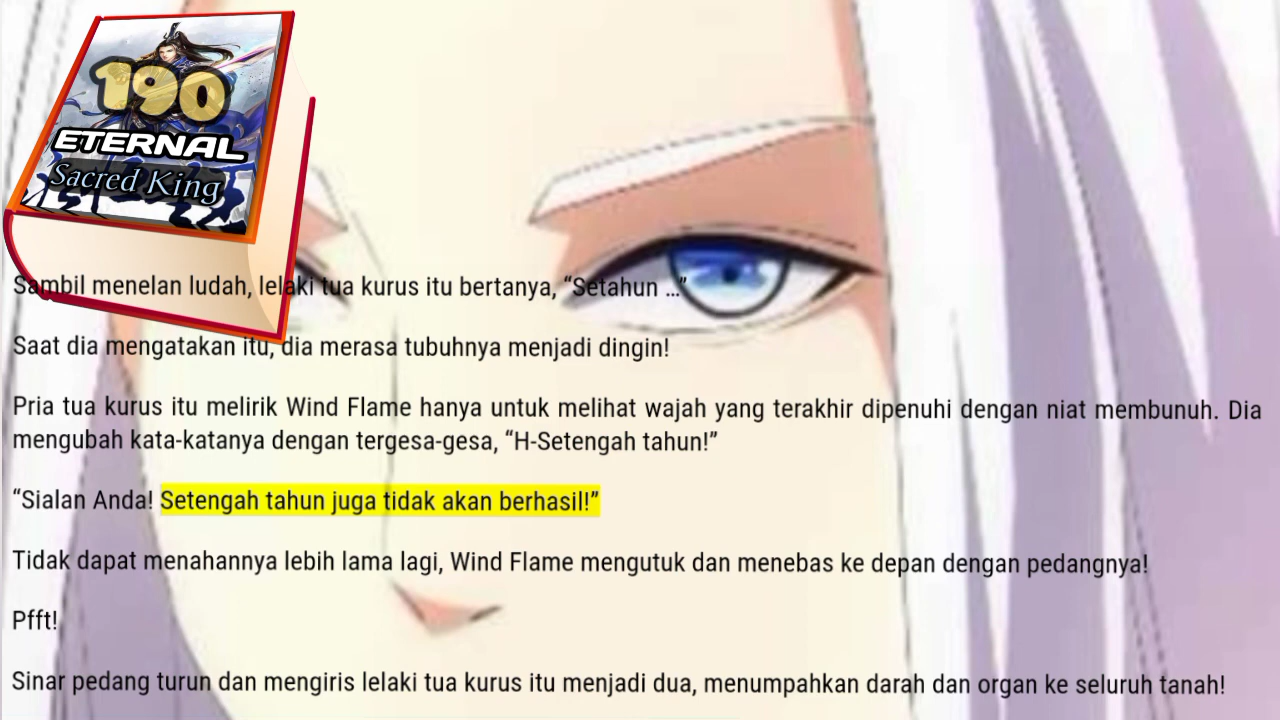 190
ETERNAL
Sacred King
Sambil menelan ludah, lelaki tua kurus itu bertanya, “Setahun ...”
Saat dia mengatakan itu, dia merasa tubuhnya menjadi dingin!
Pria tua kurus itu melirik Wind Flame hanya untuk melihat wajah yang terakhir dipenuhi dengan niat membunuh. Dia
mengubah kata-katanya dengan tergesa-gesa, “H-Setengah tahun!”
“Sialan Anda! Setengah tahun juga tidak akan berhasil!”
Tidak dapat menahannya lebih lama lagi, Wind Flame mengutuk dan menebas ke depan dengan pedangnya!
Pfft!
Sinar pedang turun dan mengiris lelaki tua kurus itu menjadi dua, menumpahkan darah dan organ ke seluruh tanah!